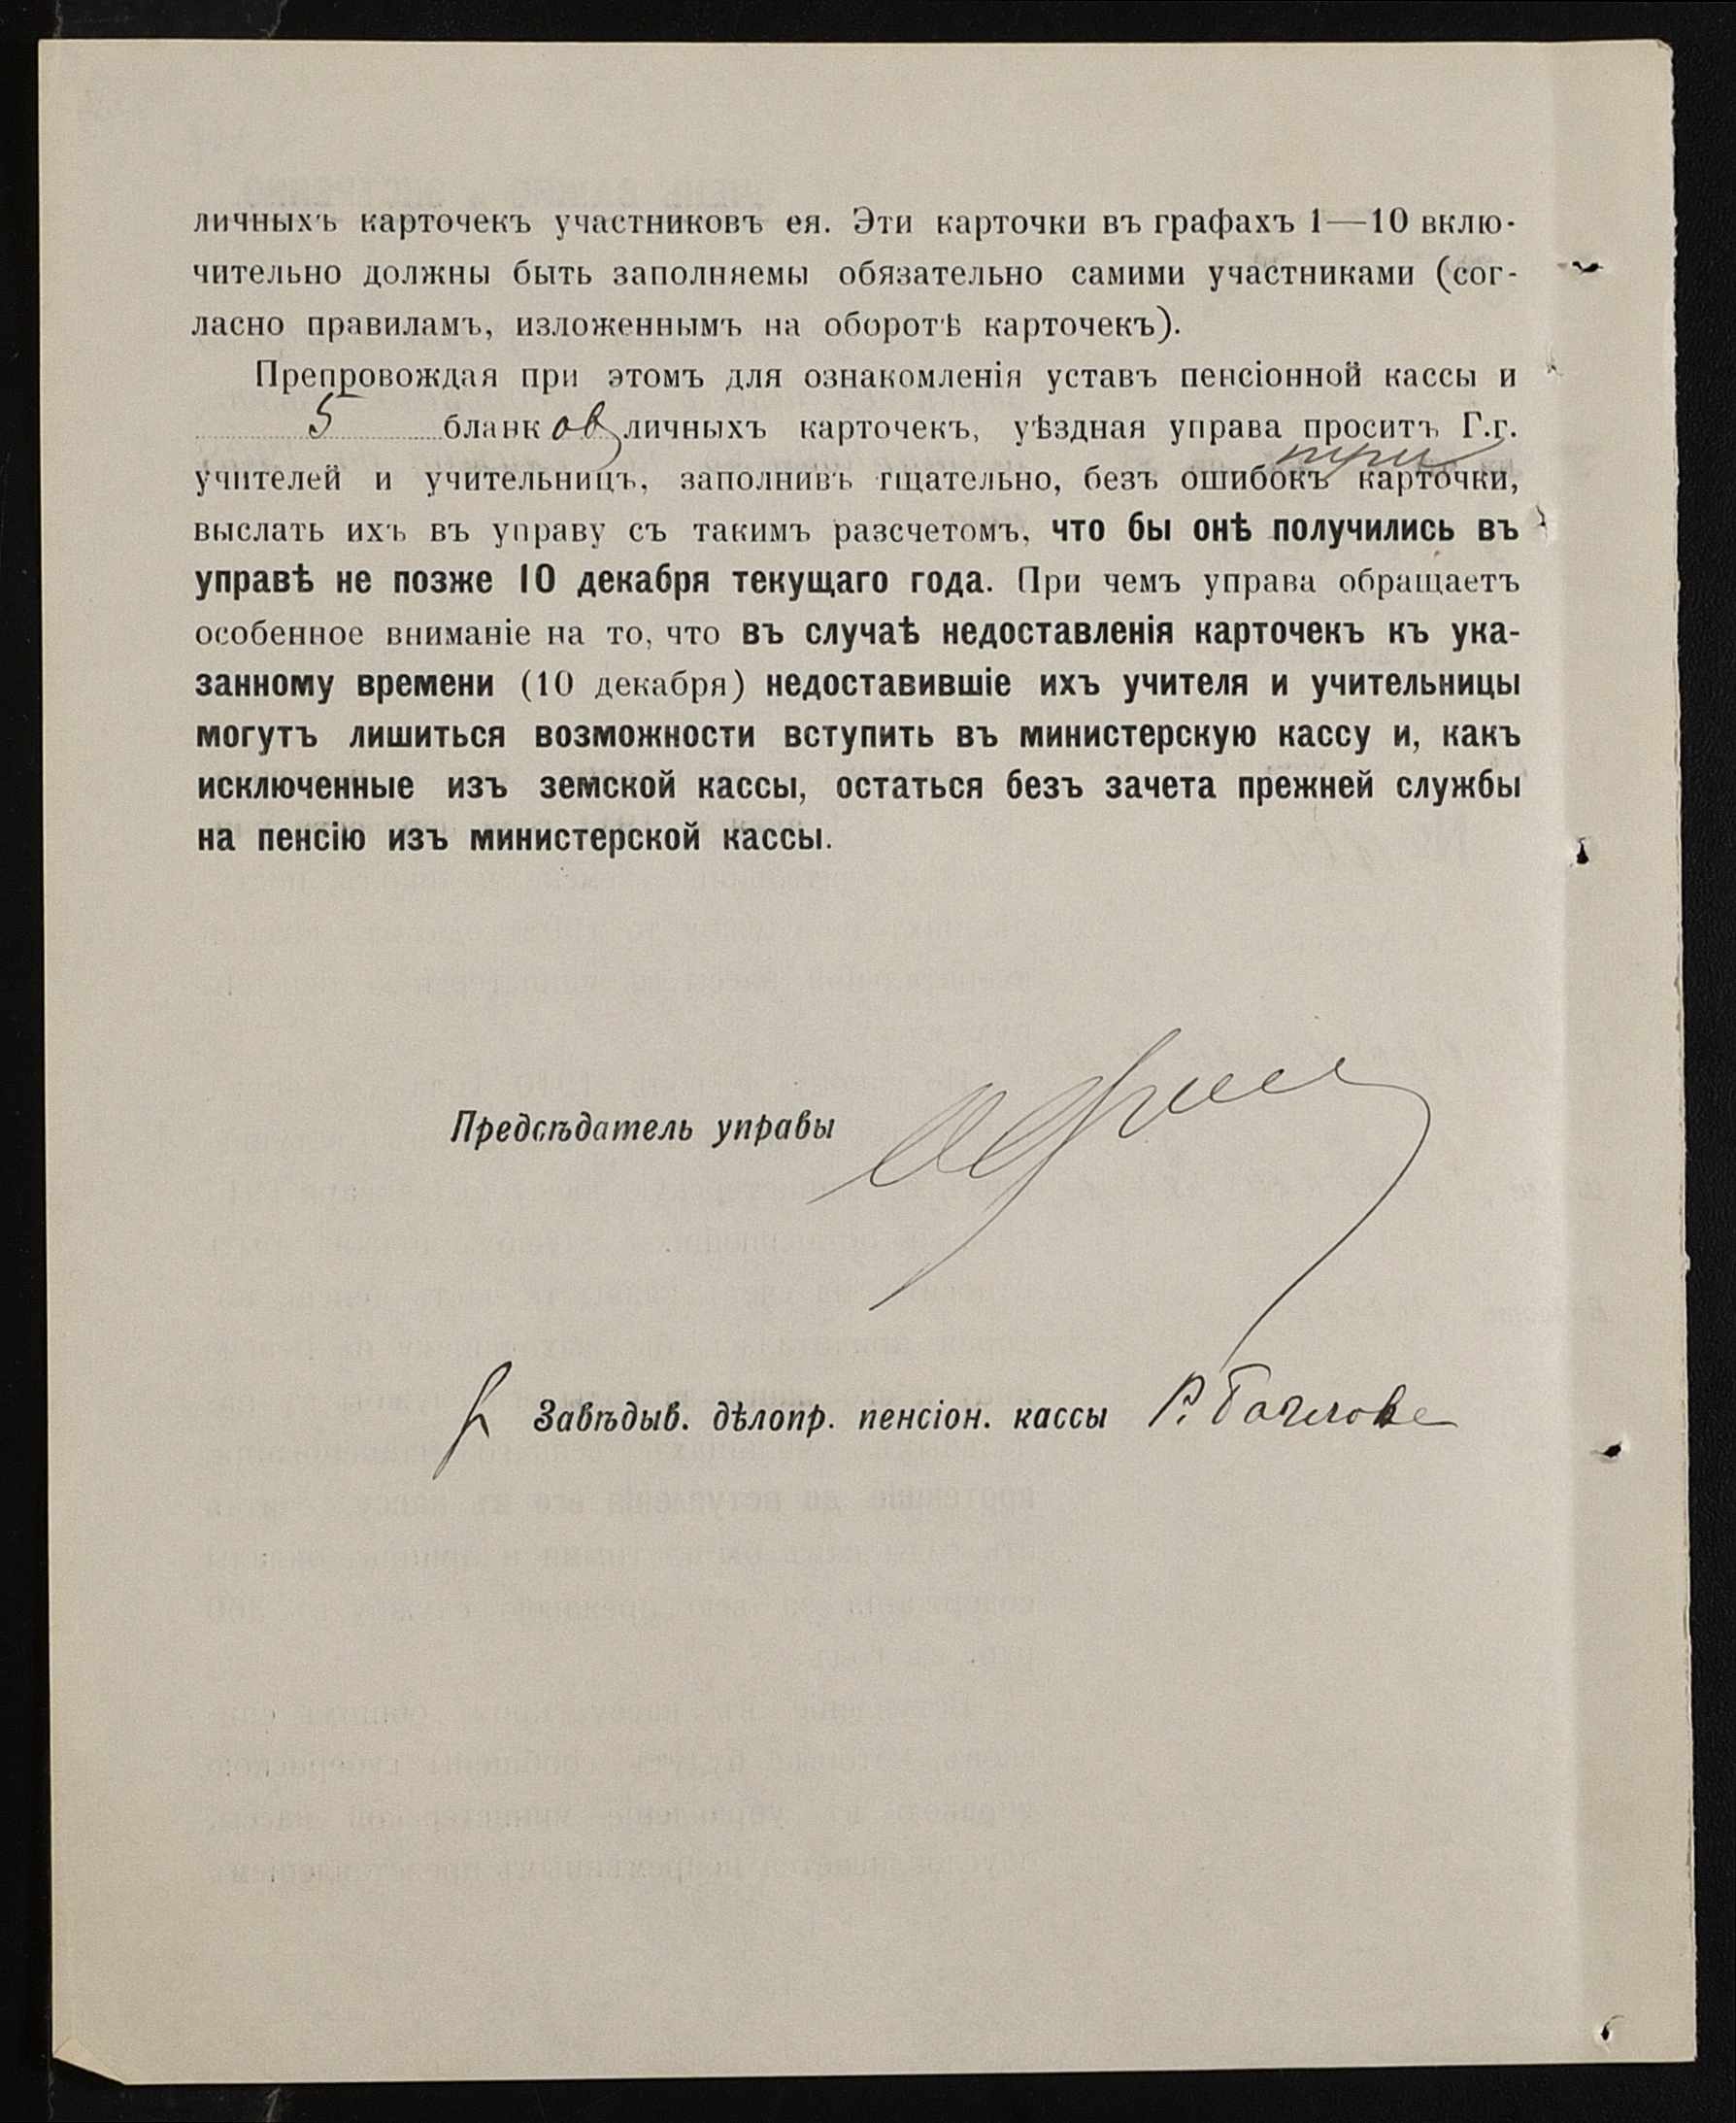 личныхъ карточекъ участниковъ ея. Эти карточки въ графахъ 1—10 вклю-
чительно должны быть заполняемы обязательно самими участниками (сог-
ласно правиламъ, изложеннымъ на оборотѣ карточекъ).
Препровождая при этомъ для ознакомленія уставъ пенсіонной кассы и
5 бланк ов личныхъ карточекъ, уѣздная управа проситъ Г.г.
три
учителей и учительницъ, заполнивъ тщательно, безъ ошибокъ карточки,
выслать ихъ въ управу съ такимъ разсчетомъ, что бы онѣ получились въ
управѣ не позже 10 декабря текущаго года. При чемъ управа обращаетъ
особенное вниманіе на то, что въ случаѣ недоставленія карточекъ къ ука-
занному времени (10 декабря) недоставившіе ихъ учителя и учительницы
могутъ лишиться возможности вступить въ министерскую кассу и, какъ
исключенные изъ земской кассы, остаться безъ зачета прежней службы
на пенсію изъ министерской кассы.
Предсѣдатель управы
Завѣдыв. дѣлопр. пенсіон. кассы